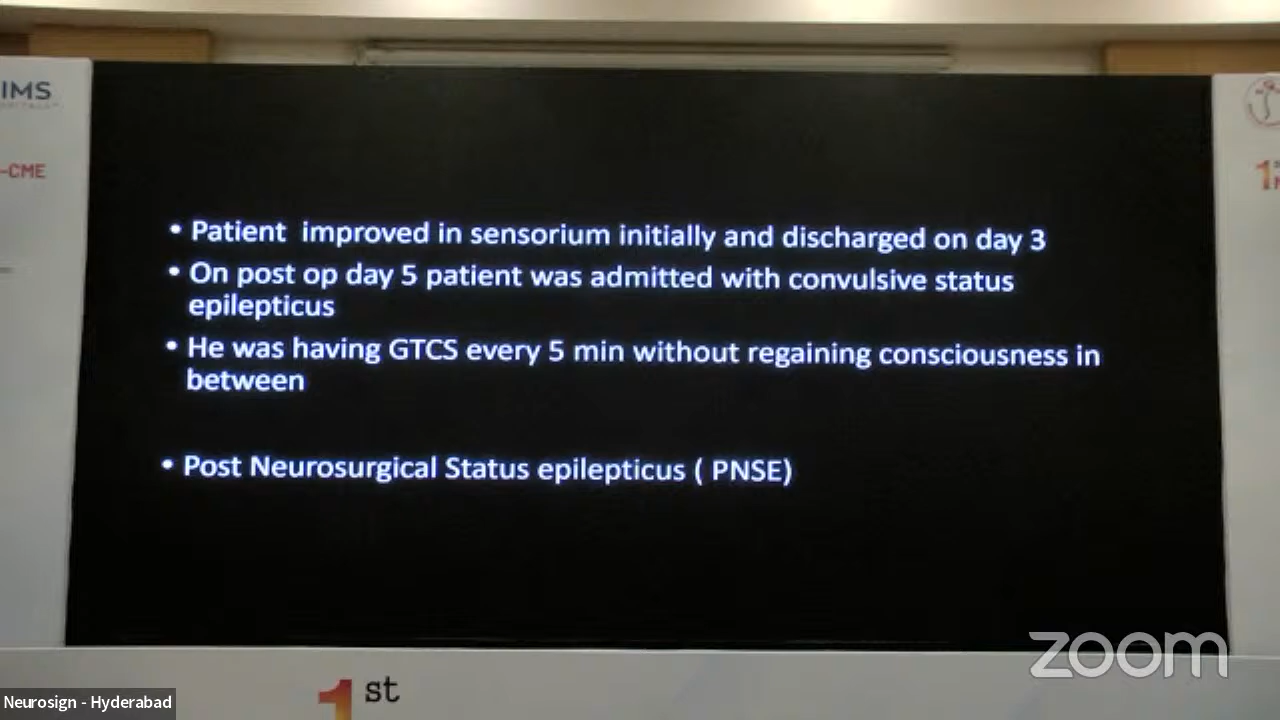 IMS
-CME
1
• Patient improved in sensorium initially and discharged on day 3
• On post op day 5 patient was admitted with convulsive status
epilepticus
• He was having GTCS every 5 min without regaining consciousness in
between
• Post Neurosurgical Status epilepticus ( PNSE)
zoom
Neurosign - Hyderabad
1st